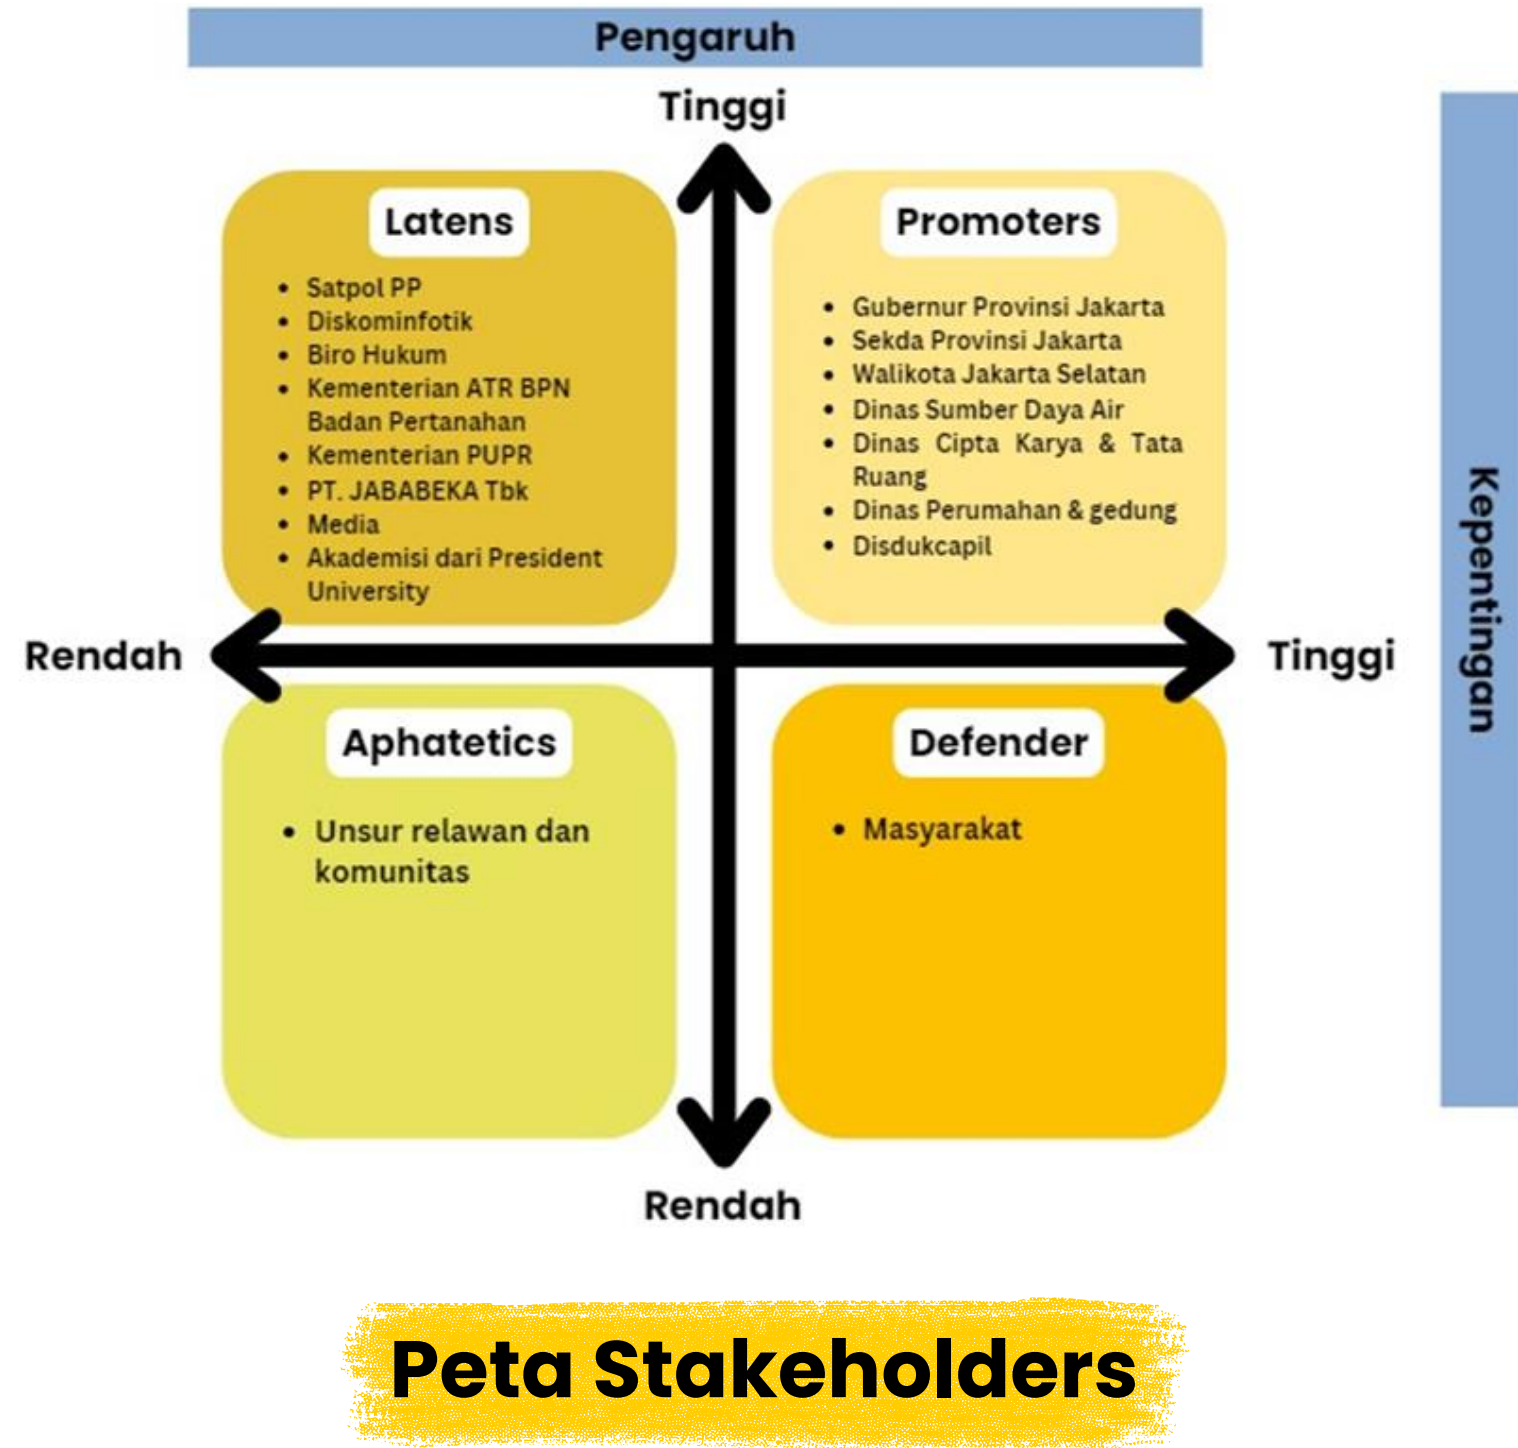 Pengaruh
Tinggi
Latens
• Satpol PP
• Diskominfotik
• Biro Hukum
• Kementerian ATR BPN
Badan Pertanahan
• Kementerian PUPR
• PT. JABABEKA Tbk
• Media
• Akademisi dari President
University
Promoters
• Gubernur Provinsi Jakarta
• Sekda Provinsi Jakarta
• Walikota Jakarta Selatan
• Dinas Sumber Daya Air
• Dinas Cipta Karya & Tata
Ruang
• Dinas Perumahan & gedung
• Disdukcapil
Kepentingan
Rendah
Tinggi
Aphatetics
• Unsur relawan dan
komunitas
Defender
• Masyarakat
Rendah
Peta Stakeholders